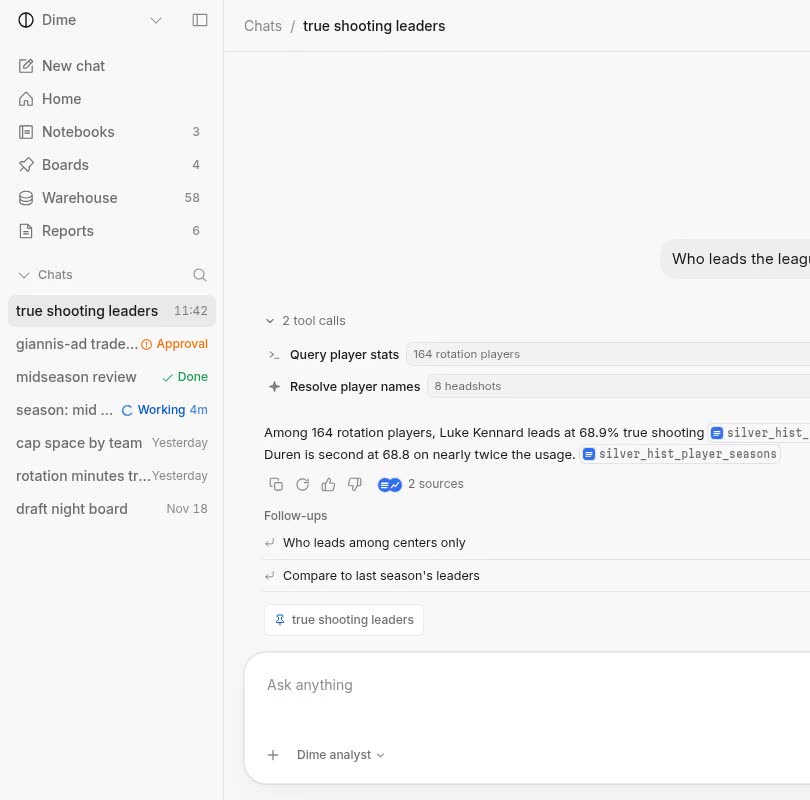 Dime
New chat
Home
Notebooks 3
Boards 4
Warehouse 58
Reports 6
Chats
true shooting leaders 11:42
giannis-ad trade... Approval
midseason review Done
season: mid ... Working 4m
cap space by team Yesterday
rotation minutes tr... Yesterday
draft night board Nov 18
Chats / true shooting leaders
Who leads the leag
2 tool calls
Query player stats 164 rotation players
Resolve player names 8 headshots
Among 164 rotation players, Luke Kennard leads at 68.9% true shooting silver_hist_
Duren is second at 68.8 on nearly twice the usage. silver_hist_player_seasons
2 sources
Follow-ups
Who leads among centers only
Compare to last season's leaders
true shooting leaders
Ask anything
Dime analyst